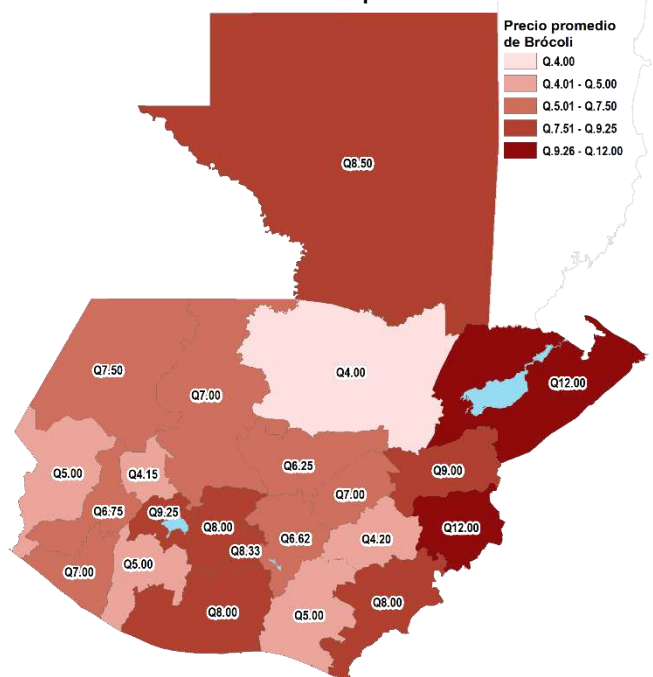 Precio promedio
de Brócoli
Q.4.00
Q.4.01 - Q.5.00
Q.5.01 - Q.7.50
Q.7.51 - Q.9.25
Q.9.26 - Q.12.00
Q8.50
Q7.50
Q7.00
Q4.00
Q12.00
Q5.00
Q4.15
Q6.25
Q9.00
Q6.75
Q9.25
Q8.00
Q7.00
Q8.33
Q6.62
Q4.20
Q12.00
Q7.00
Q5.00
Q8.00
Q5.00
Q8.00